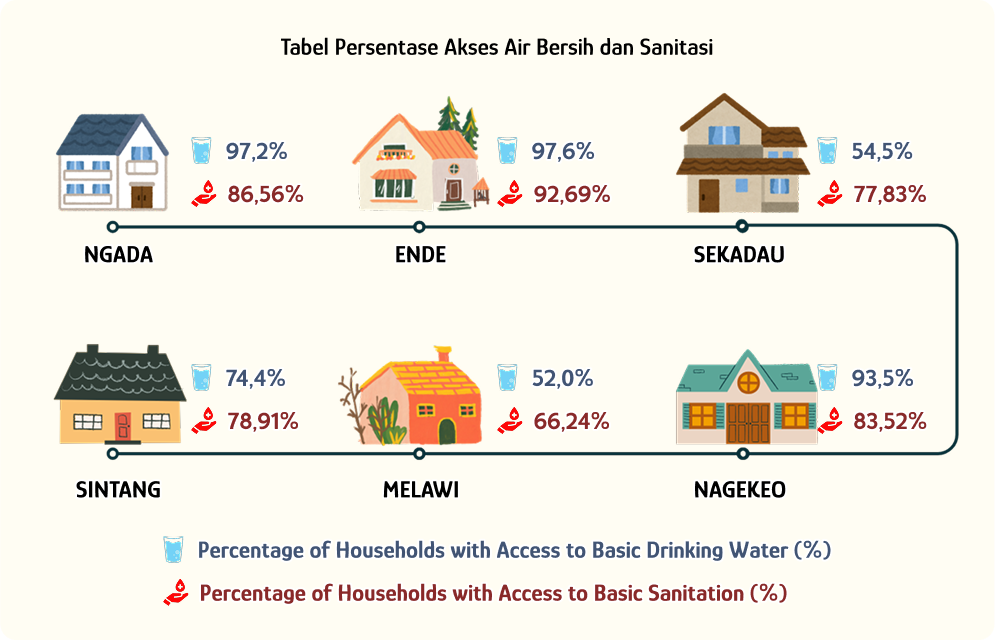 Tabel Persentase Akses Air Bersih dan Sanitasi
97,2%
86,56%
NGADA
97,6%
92,69%
ENDE
54,5%
77,83%
SEKADAU
74,4%
78,91%
SINTANG
52,0%
66,24%
MELAWI
93,5%
83,52%
NAGEKEO
Percentage of Households with Access to Basic Drinking Water (%)
Percentage of Households with Access to Basic Sanitation (%)